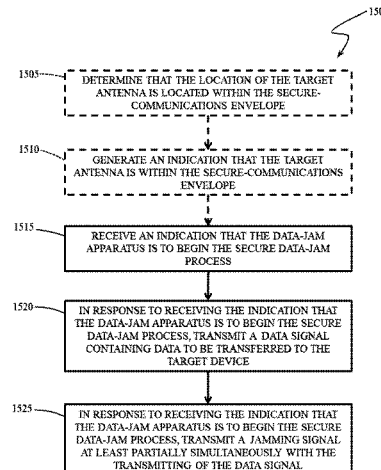 150
1505
DETERMINE THAT THE LOCATION OF THE TARGET
ANTENNA IS LOCATED WITHIN THE SECURE-
COMMUNICATIONS ENVELOPE
1510
GENERATE AN INDICATION THAT THE TARGET
ANTENNA IS WITHIN THE SECURE-COMMUNICATIONS
ENVELOPE
1515
RECEIVE AN INDICATION THAT THE DATA-JAM
APPARATUS IS TO BEGIN THE SECURE DATA-JAM
PROCESS
1520
IN RESPONSE TO RECEIVING THE INDICATION THAT
THE DATA-JAM APPARATUS IS TO BEGIN THE SECURE
DATA-JAM PROCESS, TRANSMIT A DATA SIGNAL
CONTAINING DATA TO BE TRANSFERRED TO THE
TARGET DEVICE
1525
IN RESPONSE TO RECEIVING THE INDICATION THAT
THE DATA-JAM APPARATUS IS TO BEGIN THE SECURE
DATA-JAM PROCESS, TRANSMIT A JAMMING SIGNAL
AT LEAST PARTIALLY SIMULTANEOUSLY WITH THE
TRANSMITTING OF THE DATA SIGNAL